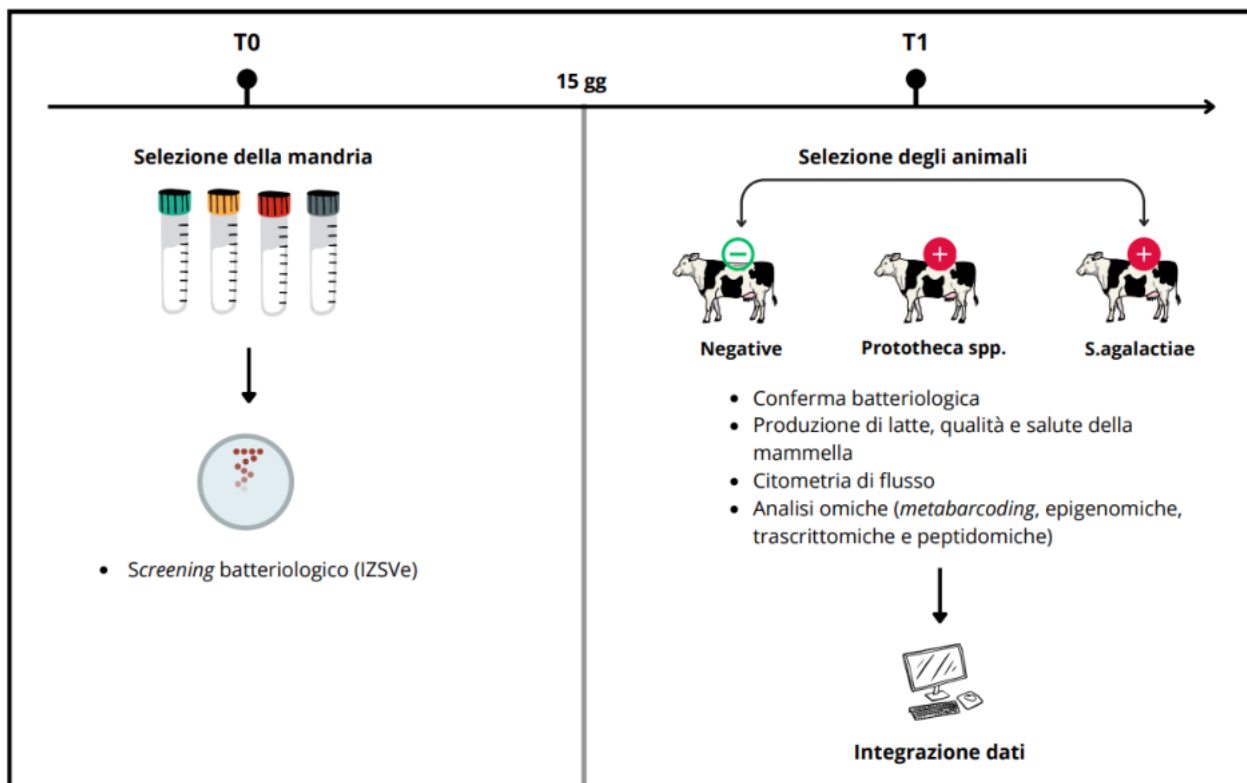 T0
T1
15 gg
Selezione della mandria
Screening batteriologico (IZSVe)
Selezione degli animali
Negative
Prototheca spp.
S.agalactiae
Conferma batteriologica
Produzione di latte, qualità e salute della
mammella
Citometria di flusso
Analisi omiche (metabarcoding, epigenomiche,
trascrittomiche e peptidomiche)
Integrazione dati